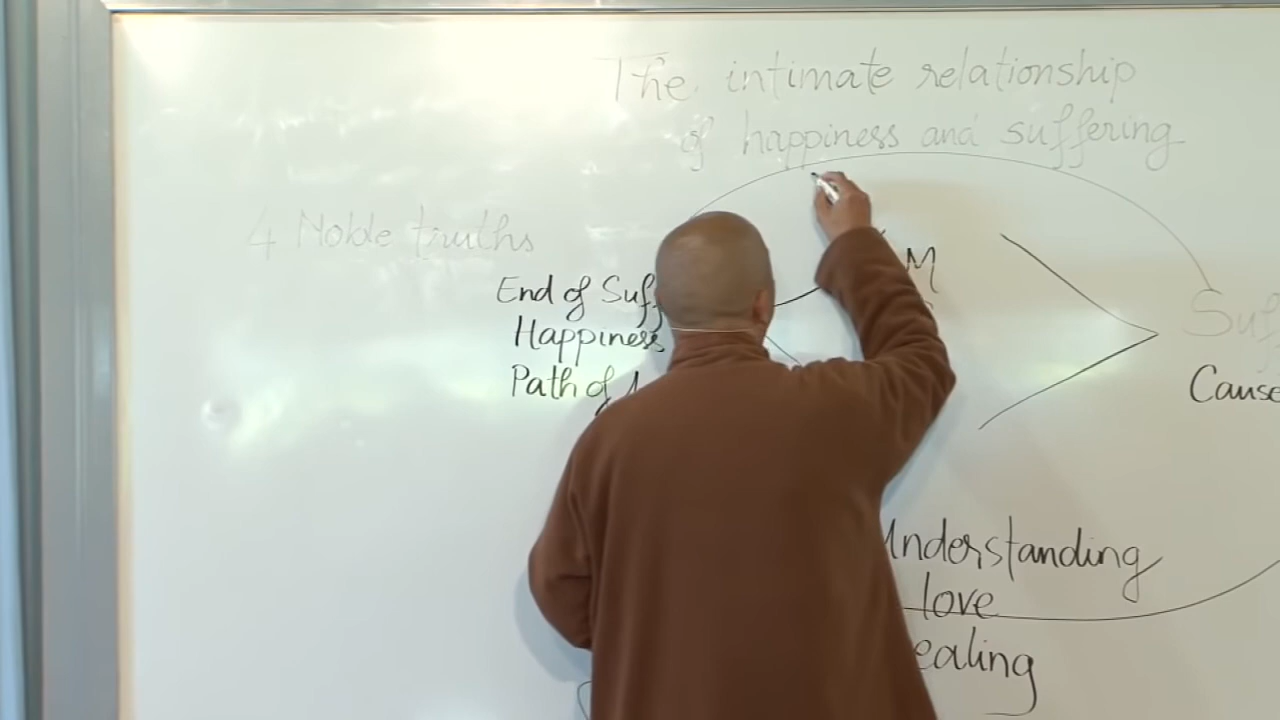 The intimate relationship
of happiness and suffering
4 Noble truths
End of Suff
Happiness
Path of
M
Suf
Cause
Understanding
love
ealing